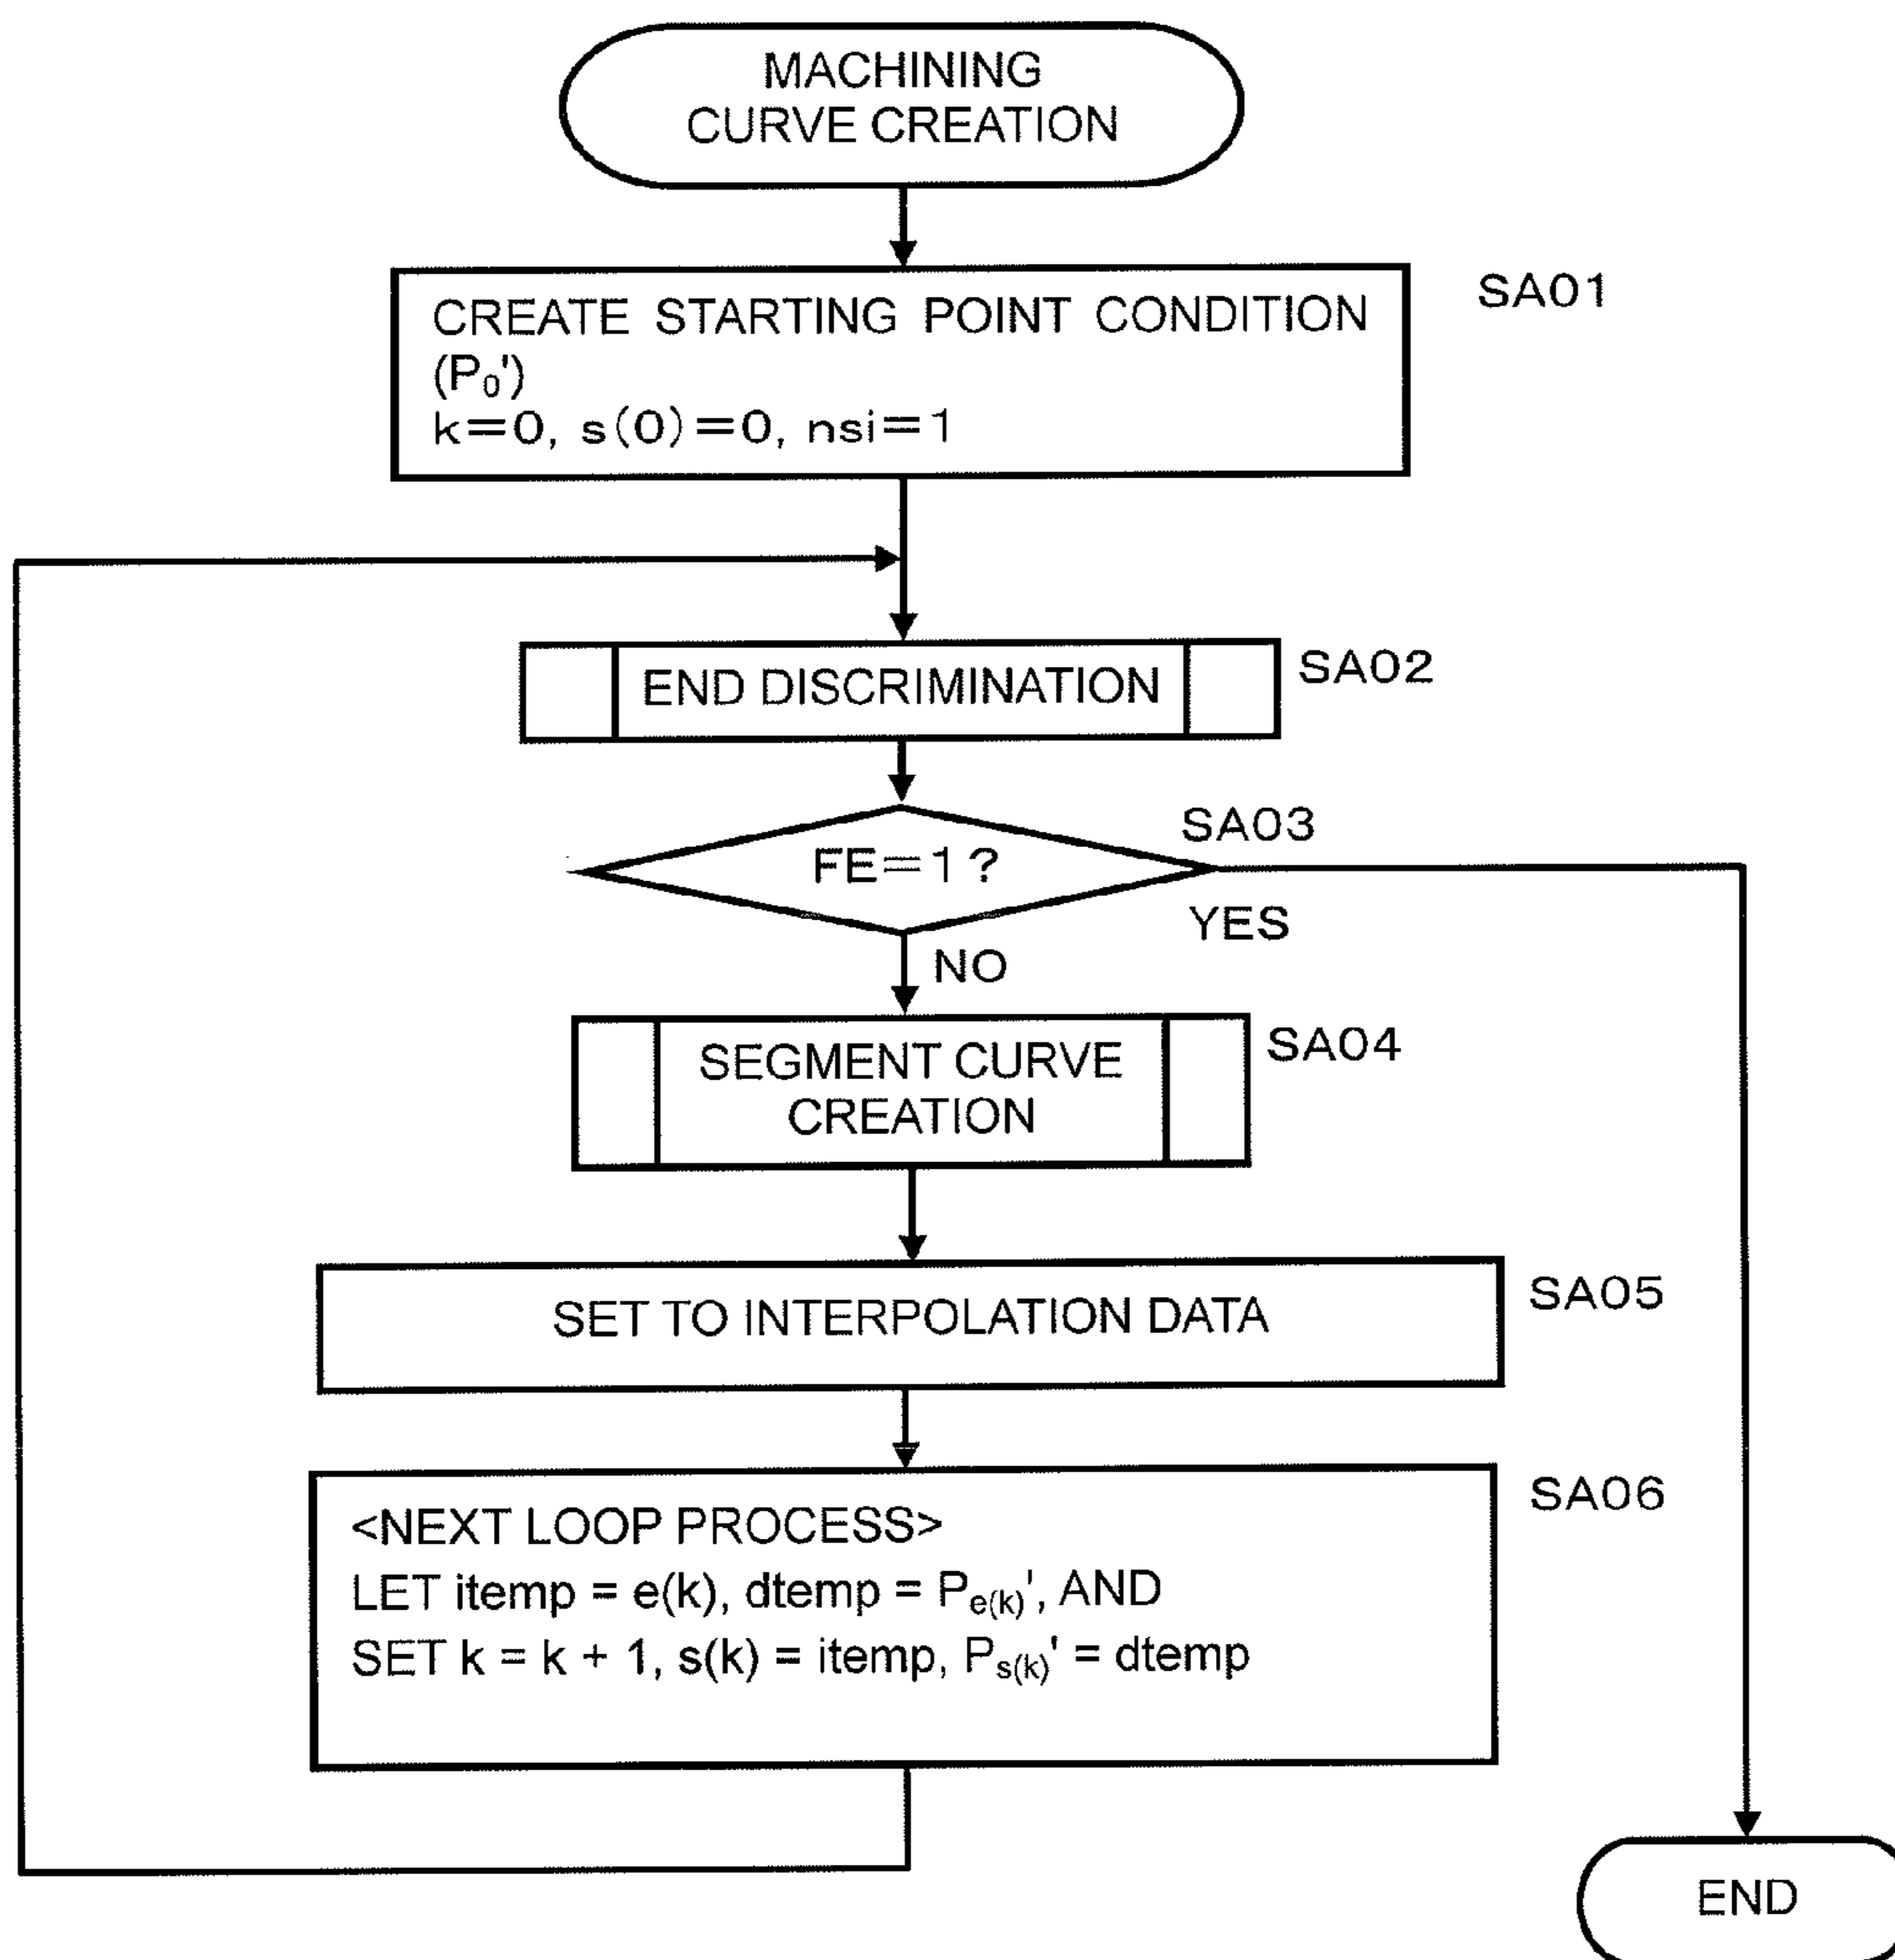 MACHINING
CURVE CREATION
SA01
CREATE STARTING POINT CONDITION
(P₀')
k=0, s(0)=0, nsi=1
END DISCRIMINATION
SA02
SA03
FE=1?
YES
NO
SEGMENT CURVE
CREATION
SA04
SET TO INTERPOLATION DATA
SA05
SA06
<NEXT LOOP PROCESS>
LET itemp = e(k), dtemp = Pe(k)', AND
SET k = k + 1, s(k) = itemp, Ps(k)' = dtemp
END